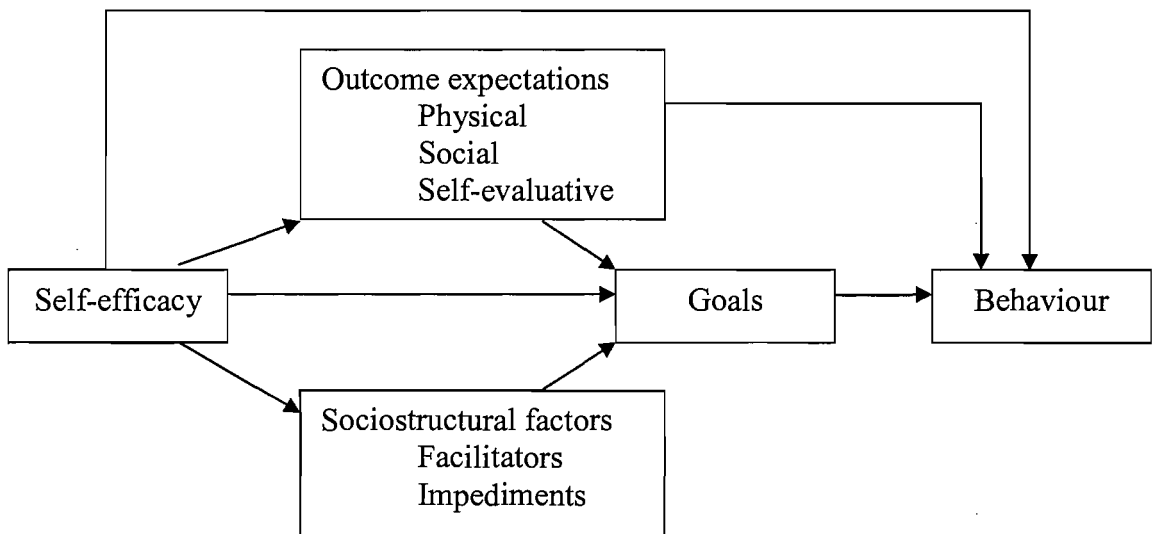 Outcome expectations
Physical
Social
Self-evaluative
Self-efficacy
Goals
Behaviour
Sociostructural factors
Facilitators
Impediments